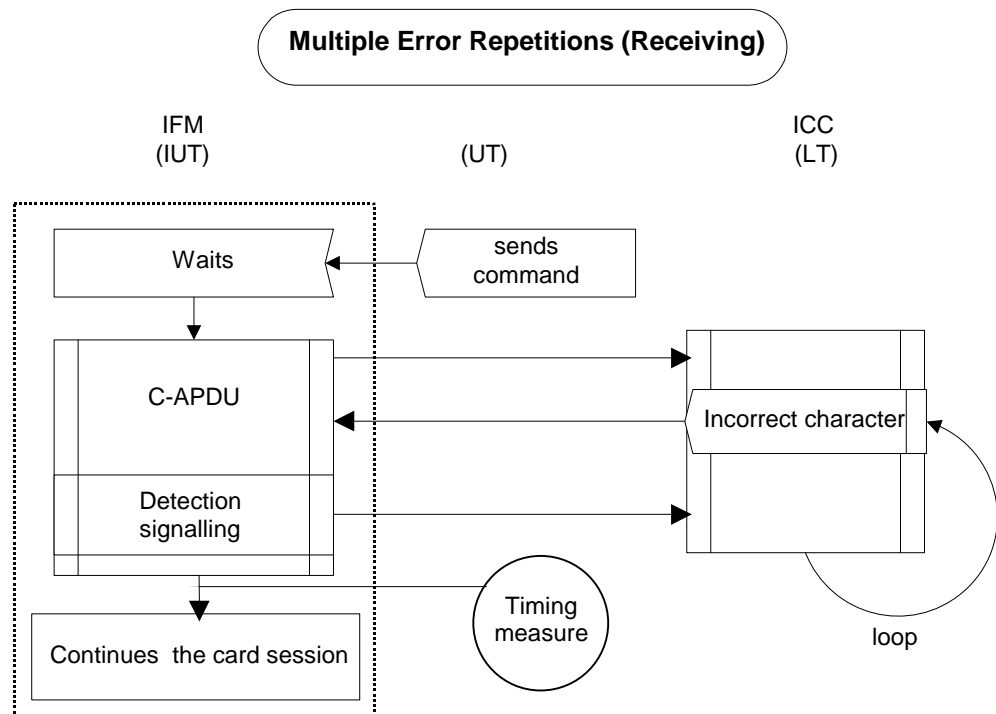 Multiple Error Repetitions (Receiving)
IFM
(IUT)
(UT)
ICC
(LT)
Waits
sends
command
C-APDU
Incorrect character
Detection
signalling
Timing
measure
loop
Continues the card session